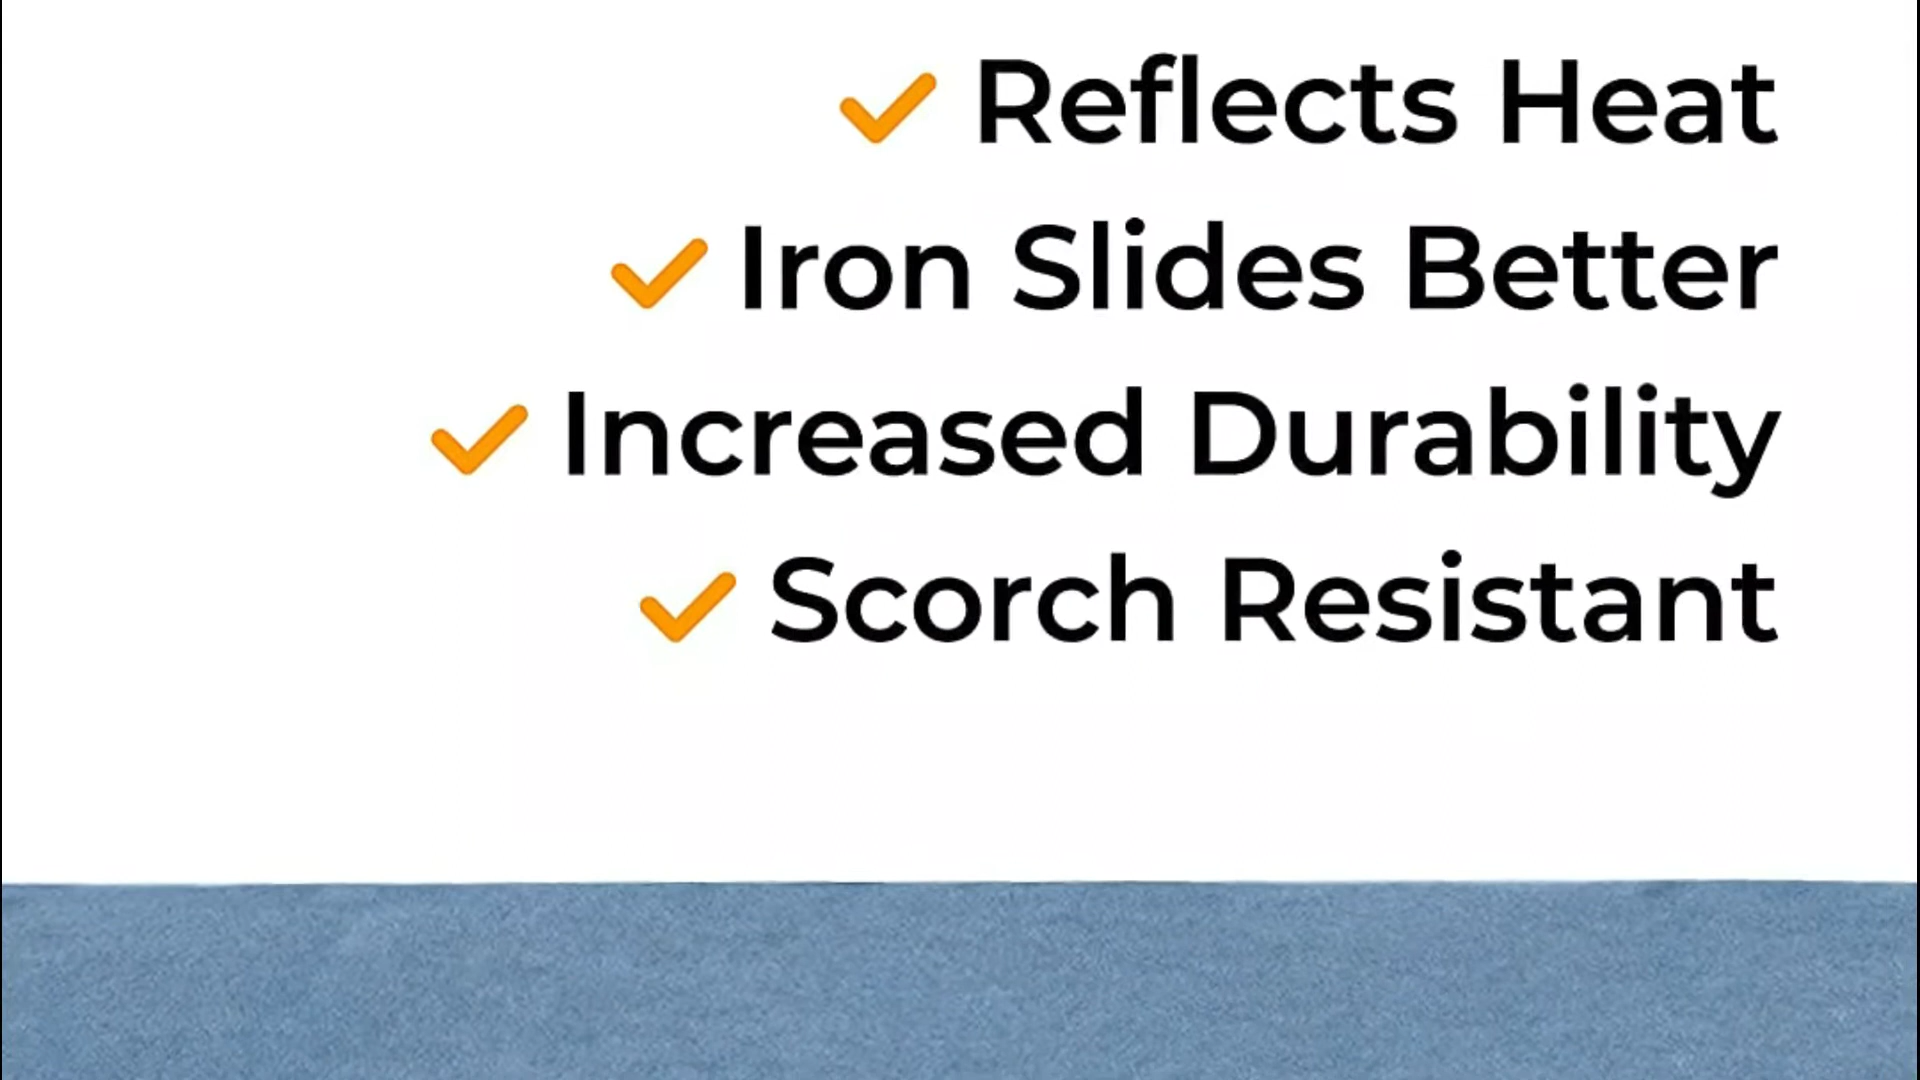 Reflects Heat
Iron Slides Better
Increased Durability
Scorch Resistant